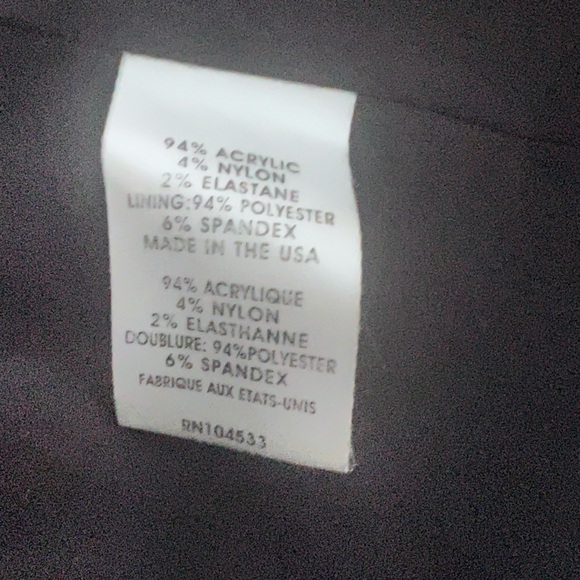 94% ACRYLIC
4% NYLON
2% ELASTANE
LINING:94% POLYESTER
6% SPANDEX
MADE IN THE USA
94% ACRYLIQUE
4% NYLON
2% ELASTHANNE
DOUBLURE: 94%POLYESTER
6% SPANDEX
FABRIQUE AUX ETATS-UNIS
RN104533